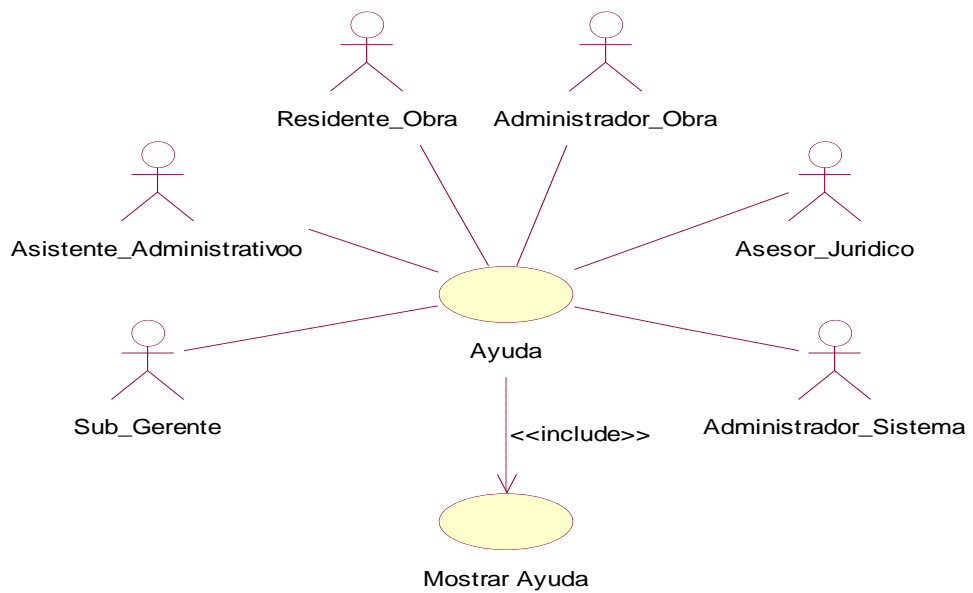 Residente_Obra
Administrador_Obra
Asistente_Administrativoo
Asesor_Juridico
Ayuda
Sub_Gerente
Administrador_Sistema
<<include>>
Mostrar Ayuda